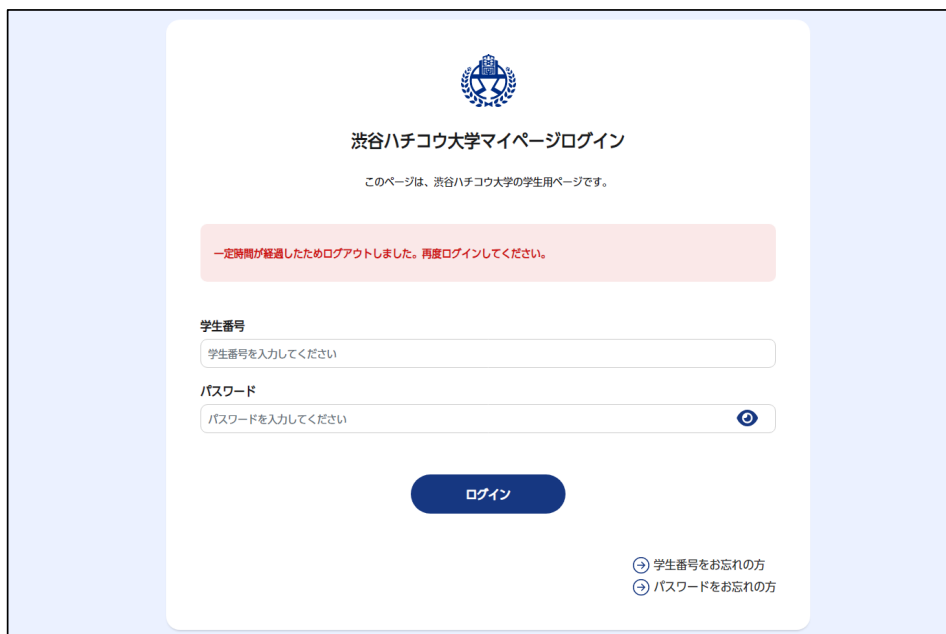 渋谷ハチコウ大学マイページログイン
このページは、渋谷ハチコウ大学の学生用ページです。
一定時間が経過したためログアウトしました。再度ログインしてください。
学生番号
学生番号を入力してください
パスワード
パスワードを入力してください
ログイン
学生番号をお忘れの方
パスワードをお忘れの方